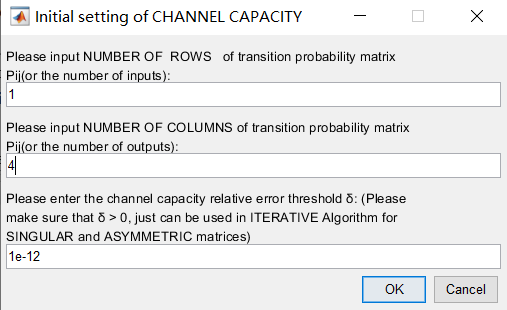 Initial setting of CHANNEL CAPACITY
Please input NUMBER OF ROWS of transition probability matrix
Pij(or the number of inputs):
1
Please input NUMBER OF COLUMNS of transition probability matrix
Pij(or the number of outputs):
4
Please enter the channel capacity relative error threshold δ: (Please
make sure that δ > 0, just can be used in ITERATIVE Algorithm for
SINGULAR and ASYMMETRIC matrices)
1e-12
OK Cancel